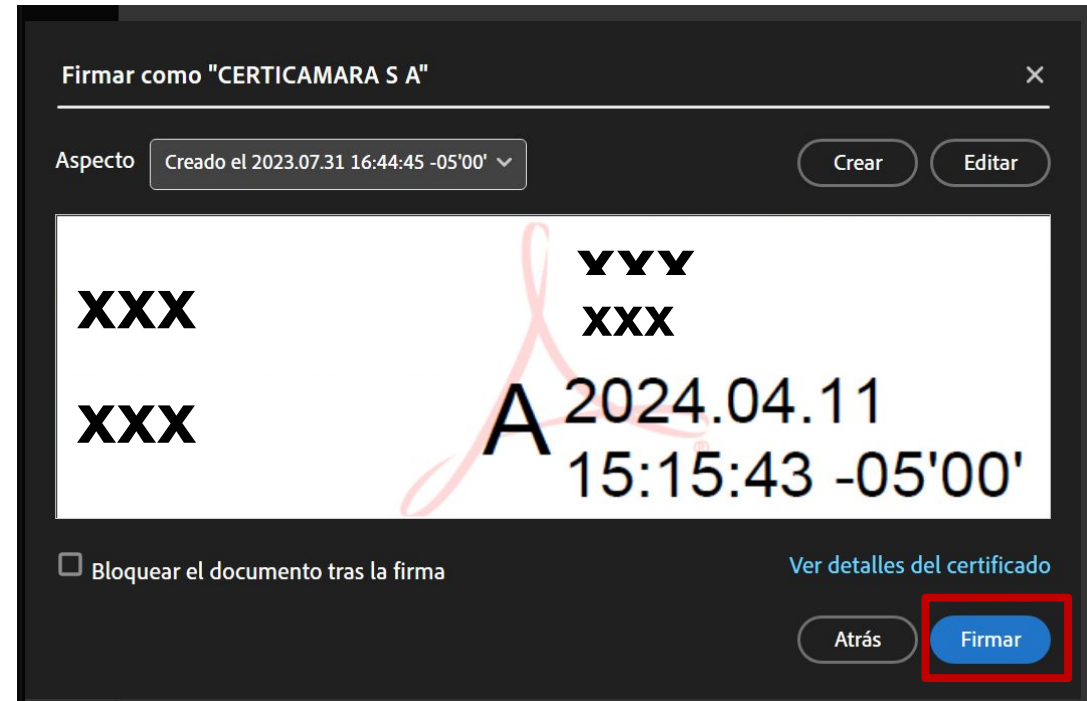 Firmar como "CERTICAMARA S A"
Aspecto Creado el 2023.07.31 16:44:45 -05'00' Crear Editar
xxx
xxx
xxx
xxx
A 2024.04.11
15:15:43 -05'00'
Bloquear el documento tras la firma
Ver detalles del certificado
Atrás Firmar